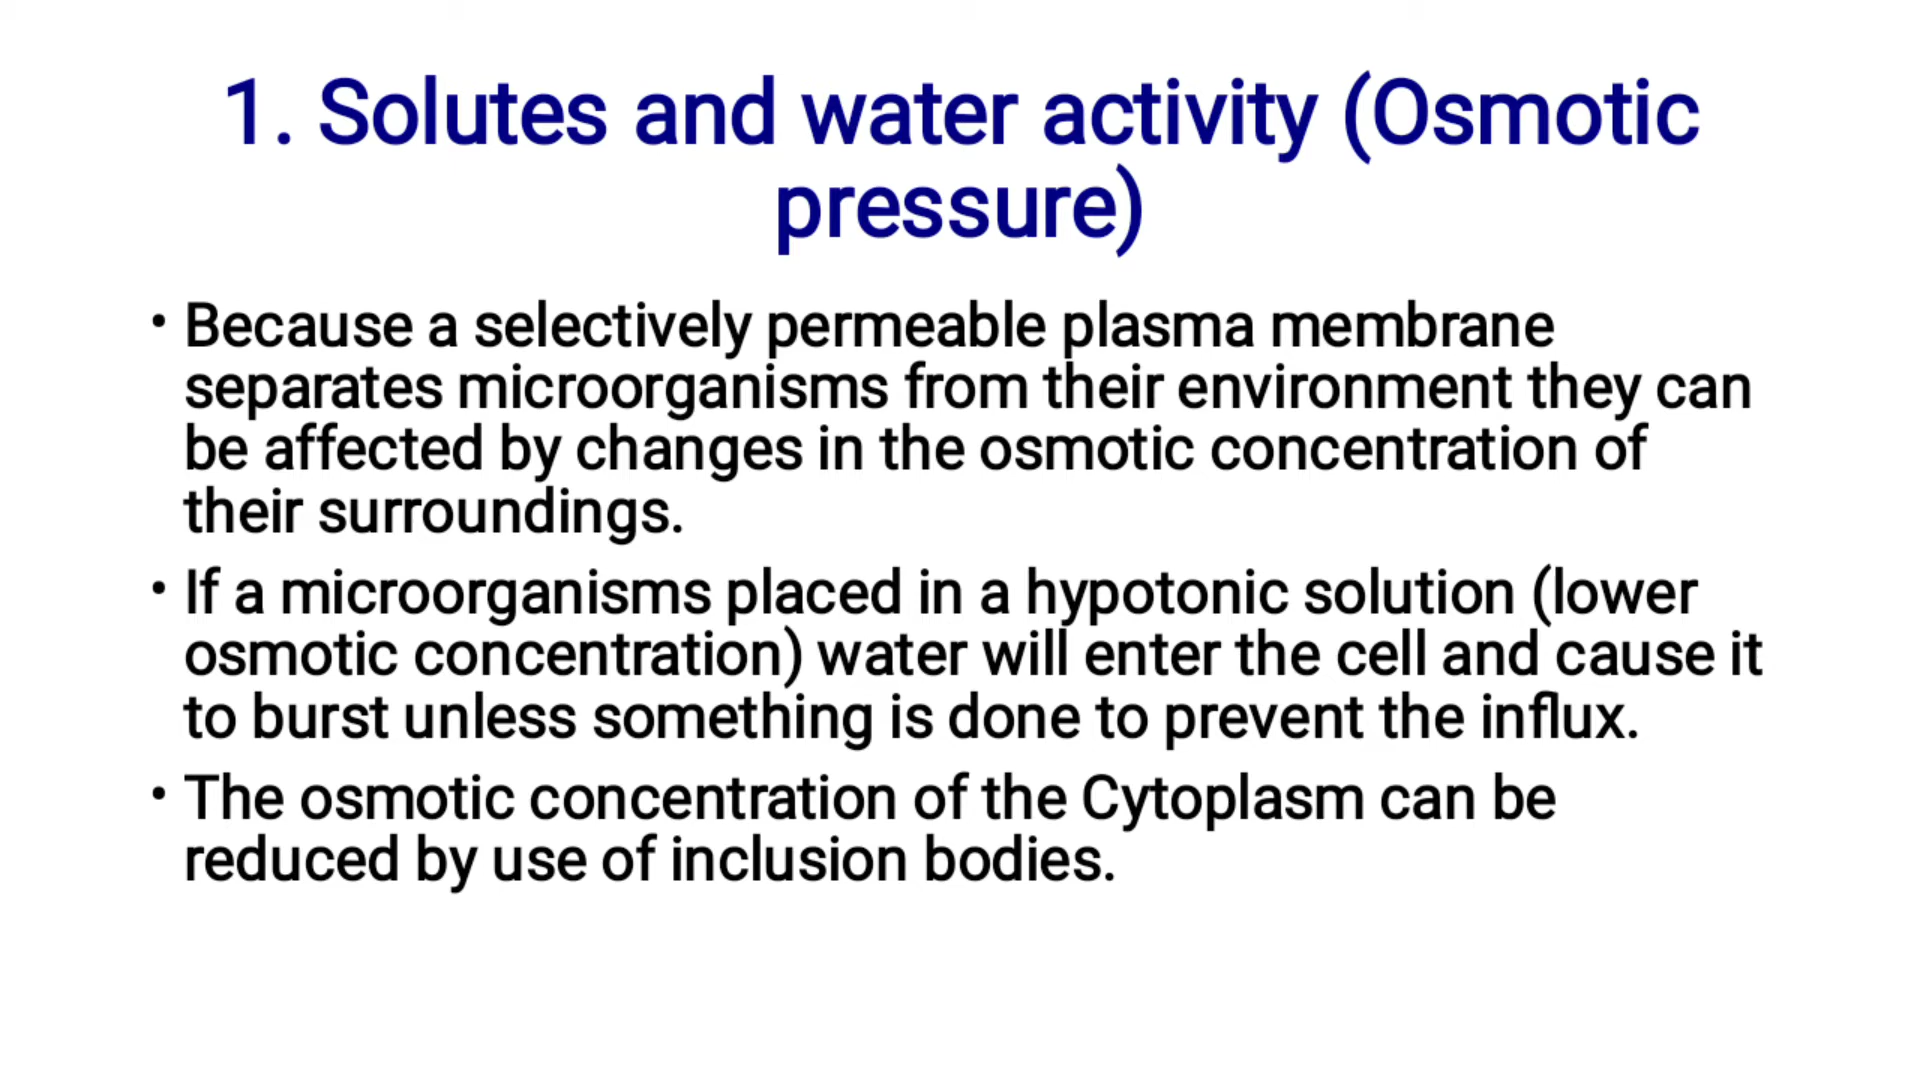 1. Solutes and water activity (Osmotic
pressure)
• Because a selectively permeable plasma membrane
separates microorganisms from their environment they can
be affected by changes in the osmotic concentration of
their surroundings.
• If a microorganisms placed in a hypotonic solution (lower
osmotic concentration) water will enter the cell and cause it
to burst unless something is done to prevent the influx.
• The osmotic concentration of the Cytoplasm can be
reduced by use of inclusion bodies.